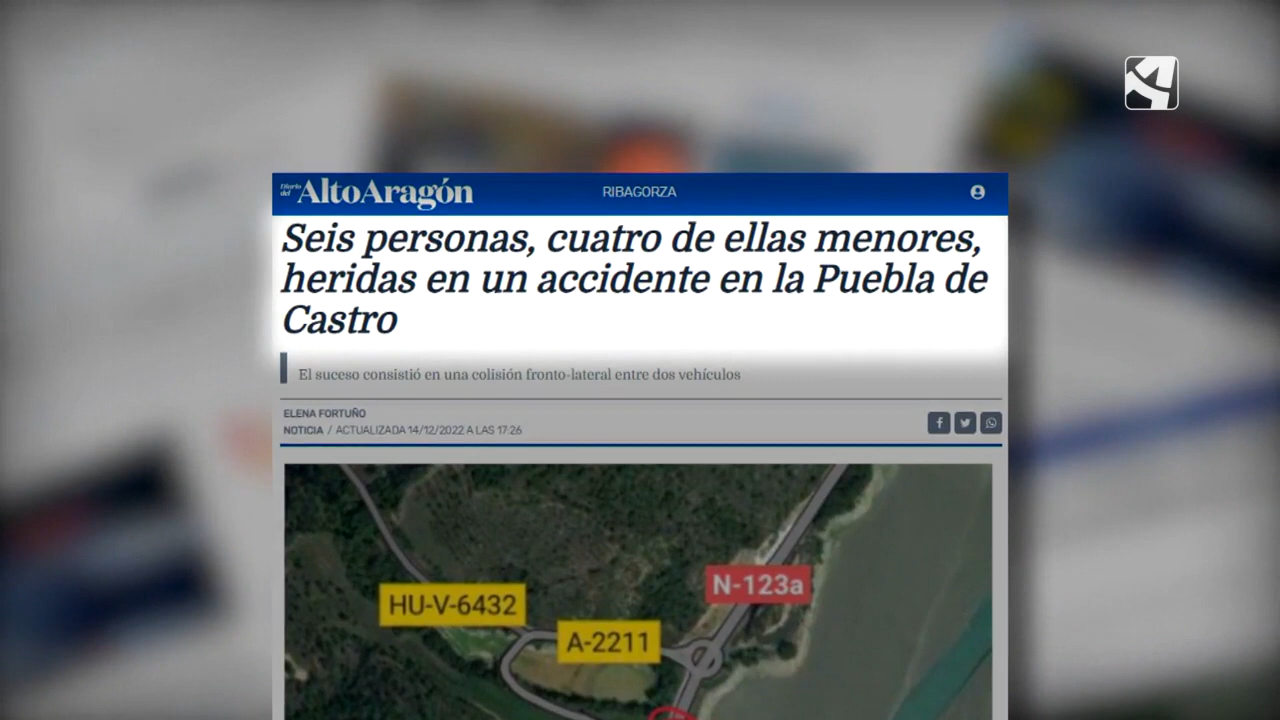 Diario del AltoAragón
RIBAGORZA
Seis personas, cuatro de ellas menores,
heridas en un accidente en la Puebla de
Castro
El suceso consistió en una colisión fronto-lateral entre dos vehículos
ELENA FORTUÑO
NOTICIA / ACTUALIZADA 14/12/2022 A LAS 17:26
N-123a
HU-V-6432
A-2211